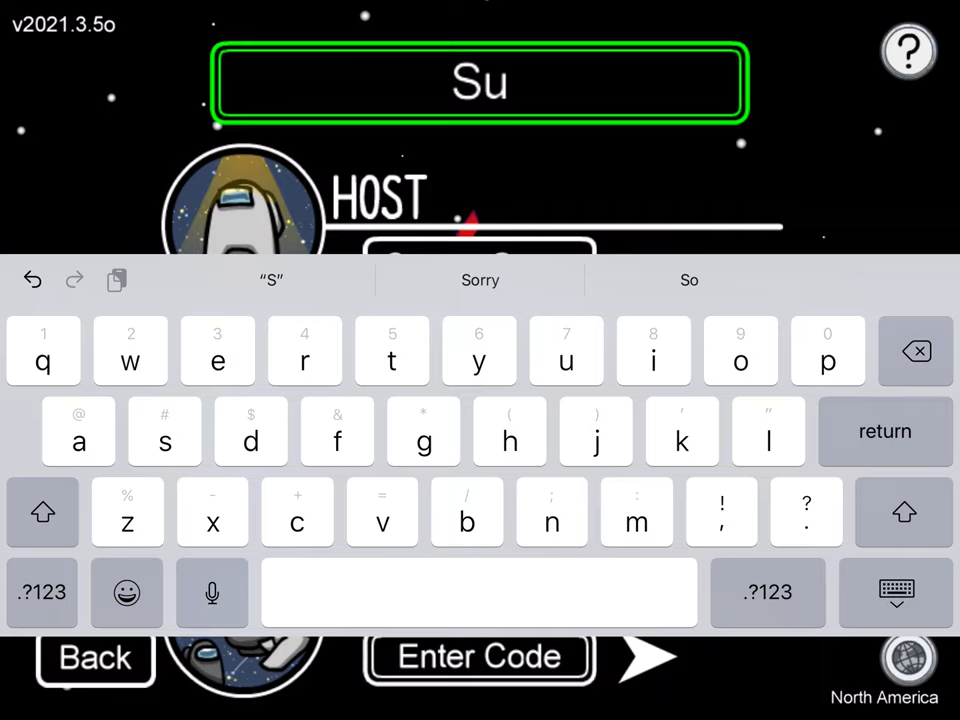 v2021.3.5o
Su
?
HOST
“S” Sorry So
1 2 3 4 5 6 7 8 9 0
q w e r t y u i o p
@ # $ & * ( ) ' "
a s d f g h j k l return
% - + = / ; : ! ?
z x c v b n m , .
.?123 .?123
Back Enter Code
North America